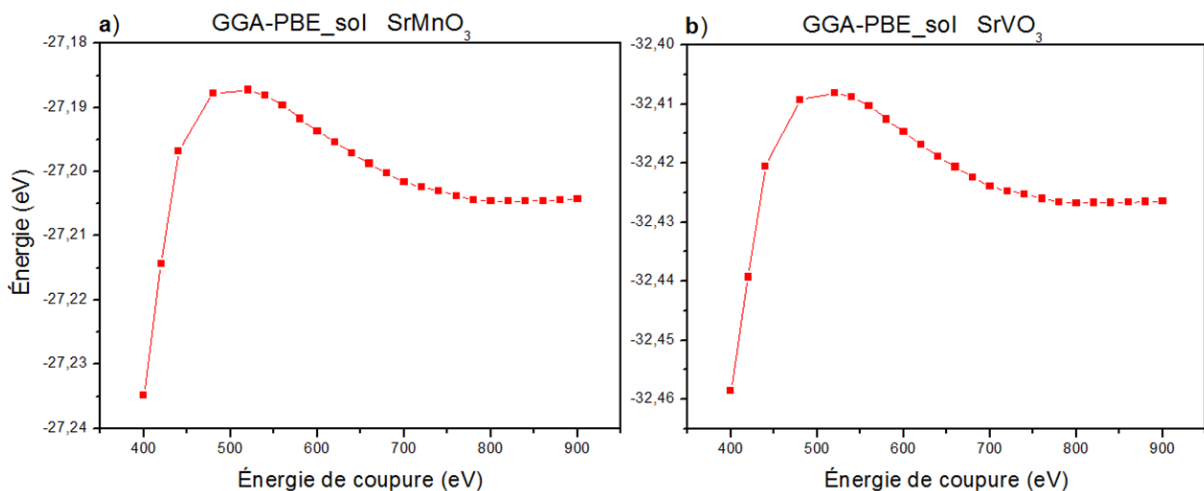 a) GGA-PBE_sol SrMnO₃
-27,18
-27,19
-27,20
-27,21
-27,22
-27,23
-27,24
Énergie (eV)
400 500 600 700 800 900
Énergie de coupure (eV)
b) GGA-PBE_sol SrVO₃
-32,40
-32,41
-32,42
-32,43
-32,44
-32,45
-32,46
400 500 600 700 800 900
Énergie de coupure (eV)